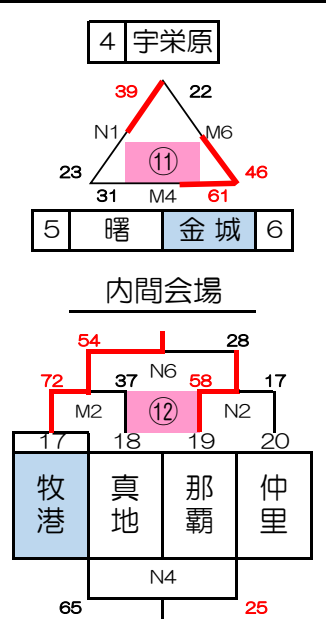 4 宇栄原
39 22
N1 M6
⑪
23 46
31 M4 61
5 曙 金城 6
内間会場
54 28
N6
72 37 58 17
M2 ⑫ N2
17 18 19 20
牧港 真地 那覇 仲里
N4
65 25